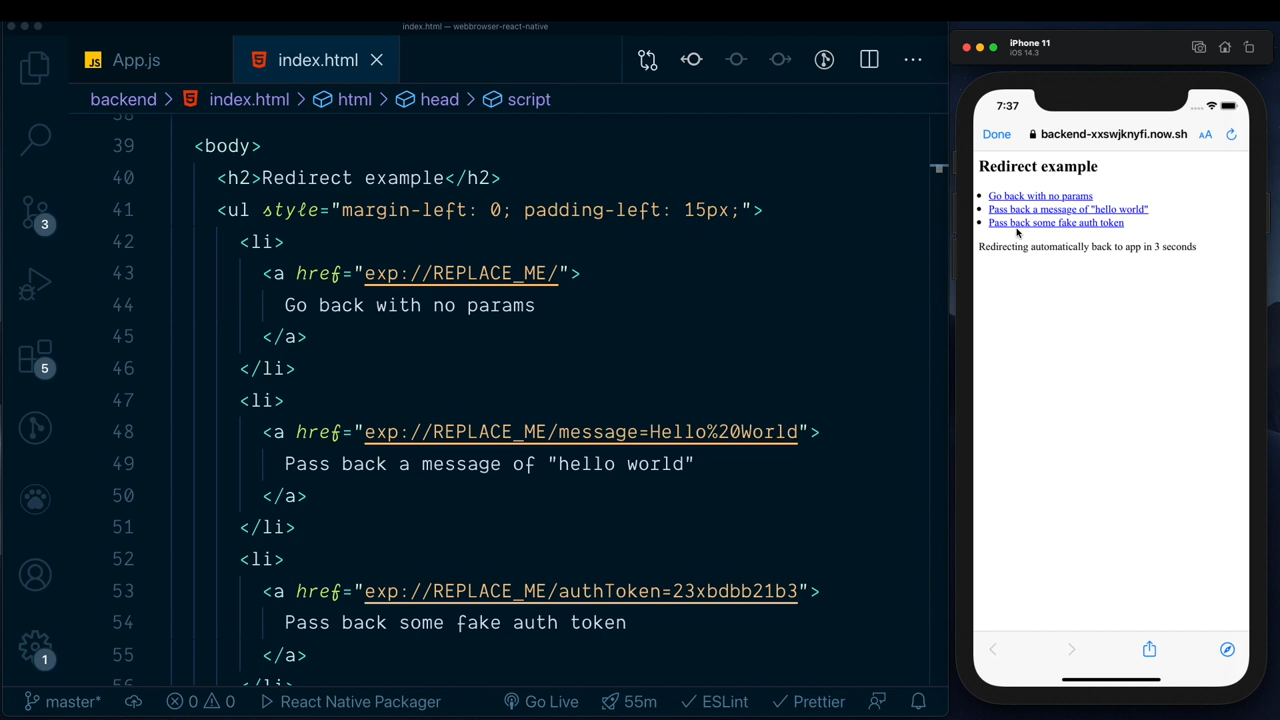 index.html — webbrowser-react-native
JS App.js
index.html
backend > index.html > html > head > script
38
39 <body>
40 <h2>Redirect example</h2>
41 <ul style="margin-left: 0; padding-left: 15px;">
42 <li>
43 <a href="exp://REPLACE_ME/">
44 Go back with no params
45 </a>
46 </li>
47 <li>
48 <a href="exp://REPLACE_ME/message=Hello%20World">
49 Pass back a message of "hello world"
50 </a>
51 </li>
52 <li>
53 <a href="exp://REPLACE_ME/authToken=23xbdbb21b3">
54 Pass back some fake auth token
55 </a>
56 </li>
3
5
1
master* 0 0 React Native Packager Go Live 55m ESLint Prettier
iPhone 11
iOS 14.3
7:37
Done backend-xxswjknyfi.now.sh AA
Redirect example
Go back with no params
Pass back a message of "hello world"
Pass back some fake auth token
Redirecting automatically back to app in 3 seconds